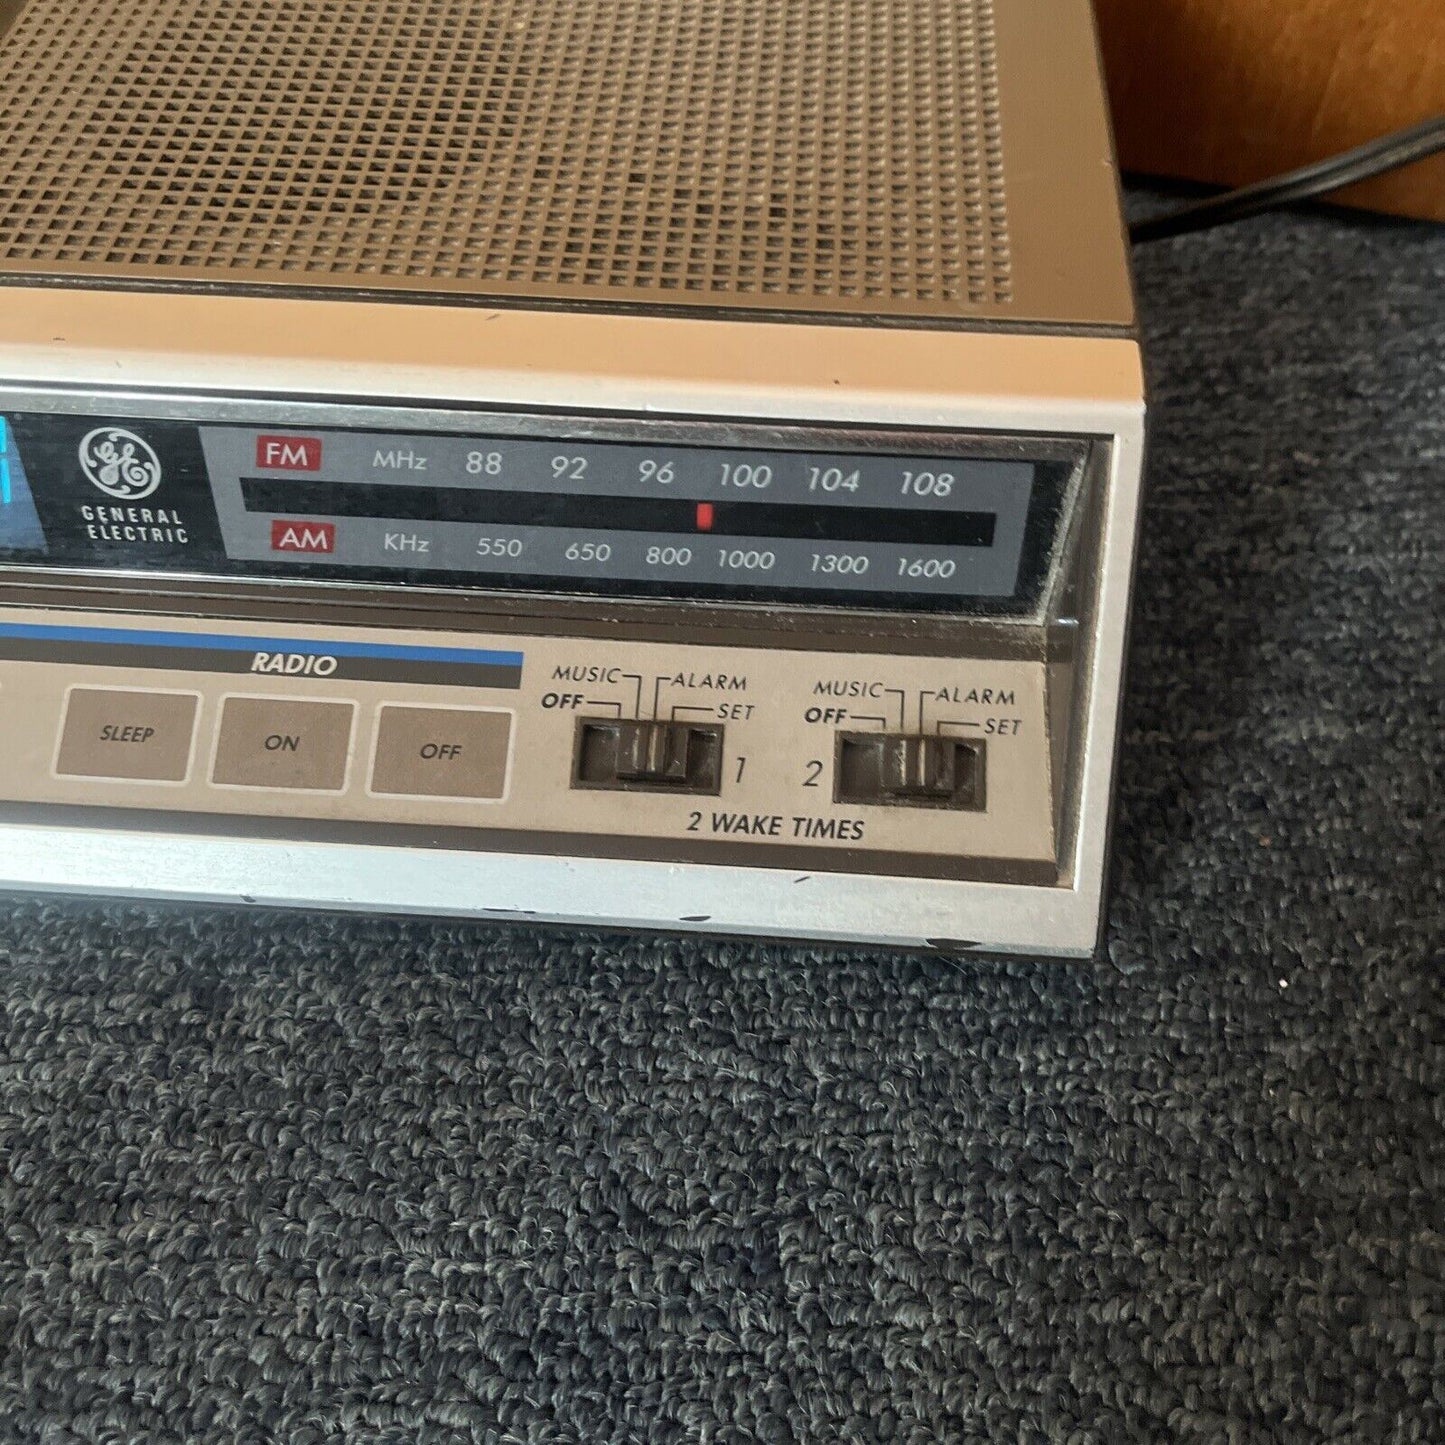 GENERAL
ELECTRIC
FM MHz 88 92 96 100 104 108
AM KHz 550 650 800 1000 1300 1600
RADIO
SLEEP ON OFF
MUSIC ALARM
OFF SET
1
MUSIC ALARM
OFF SET
2
2 WAKE TIMES